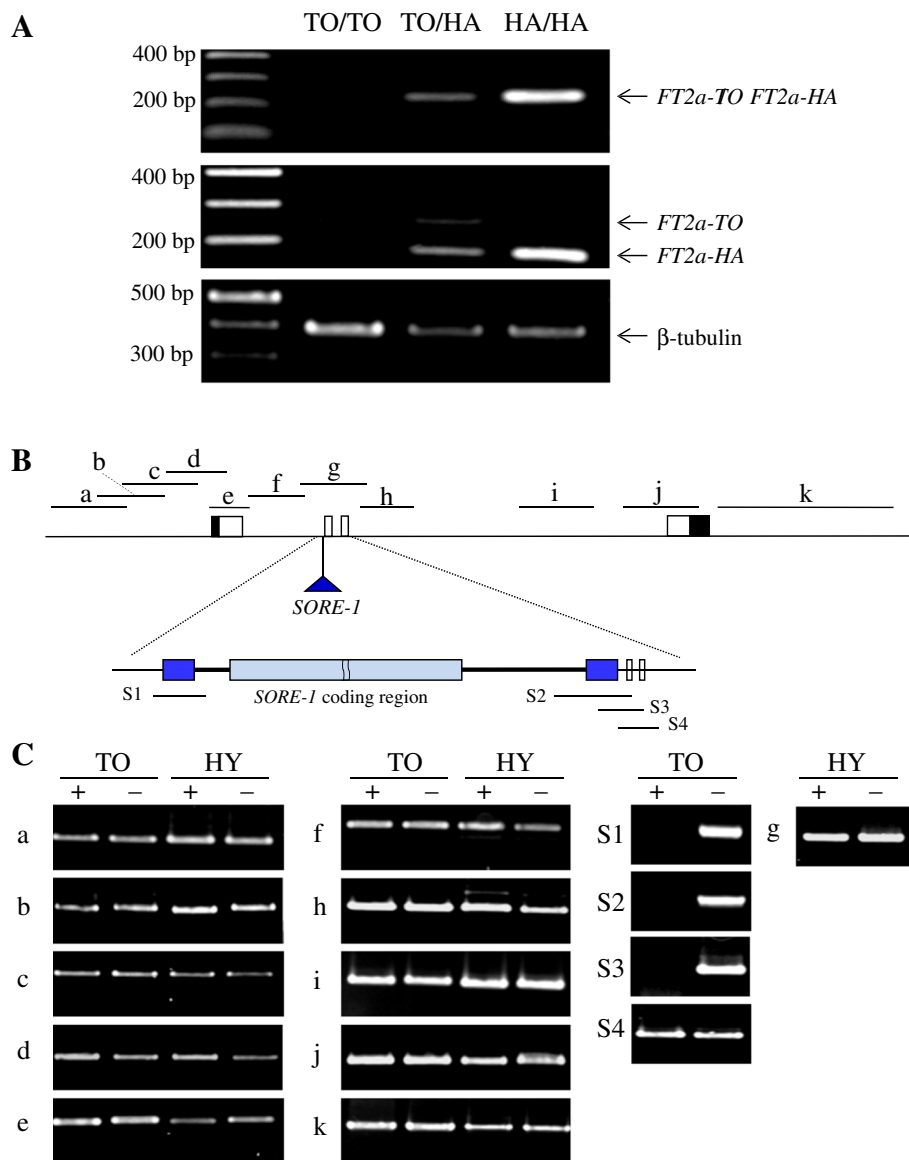 A
TO/TO TO/HA HA/HA
400 bp
200 bp
FT2a-TO FT2a-HA
400 bp
200 bp
FT2a-TO
FT2a-HA
500 bp
300 bp
β-tubulin
B
a b c d e f g h i j k
SORE-1
S1 SORE-1 coding region S2
S3
S4
C
TO HY TO HY TO HY
+ − + − + − + − + − + −
a f S1 g
b h S2
c i S3
d j S4
e k